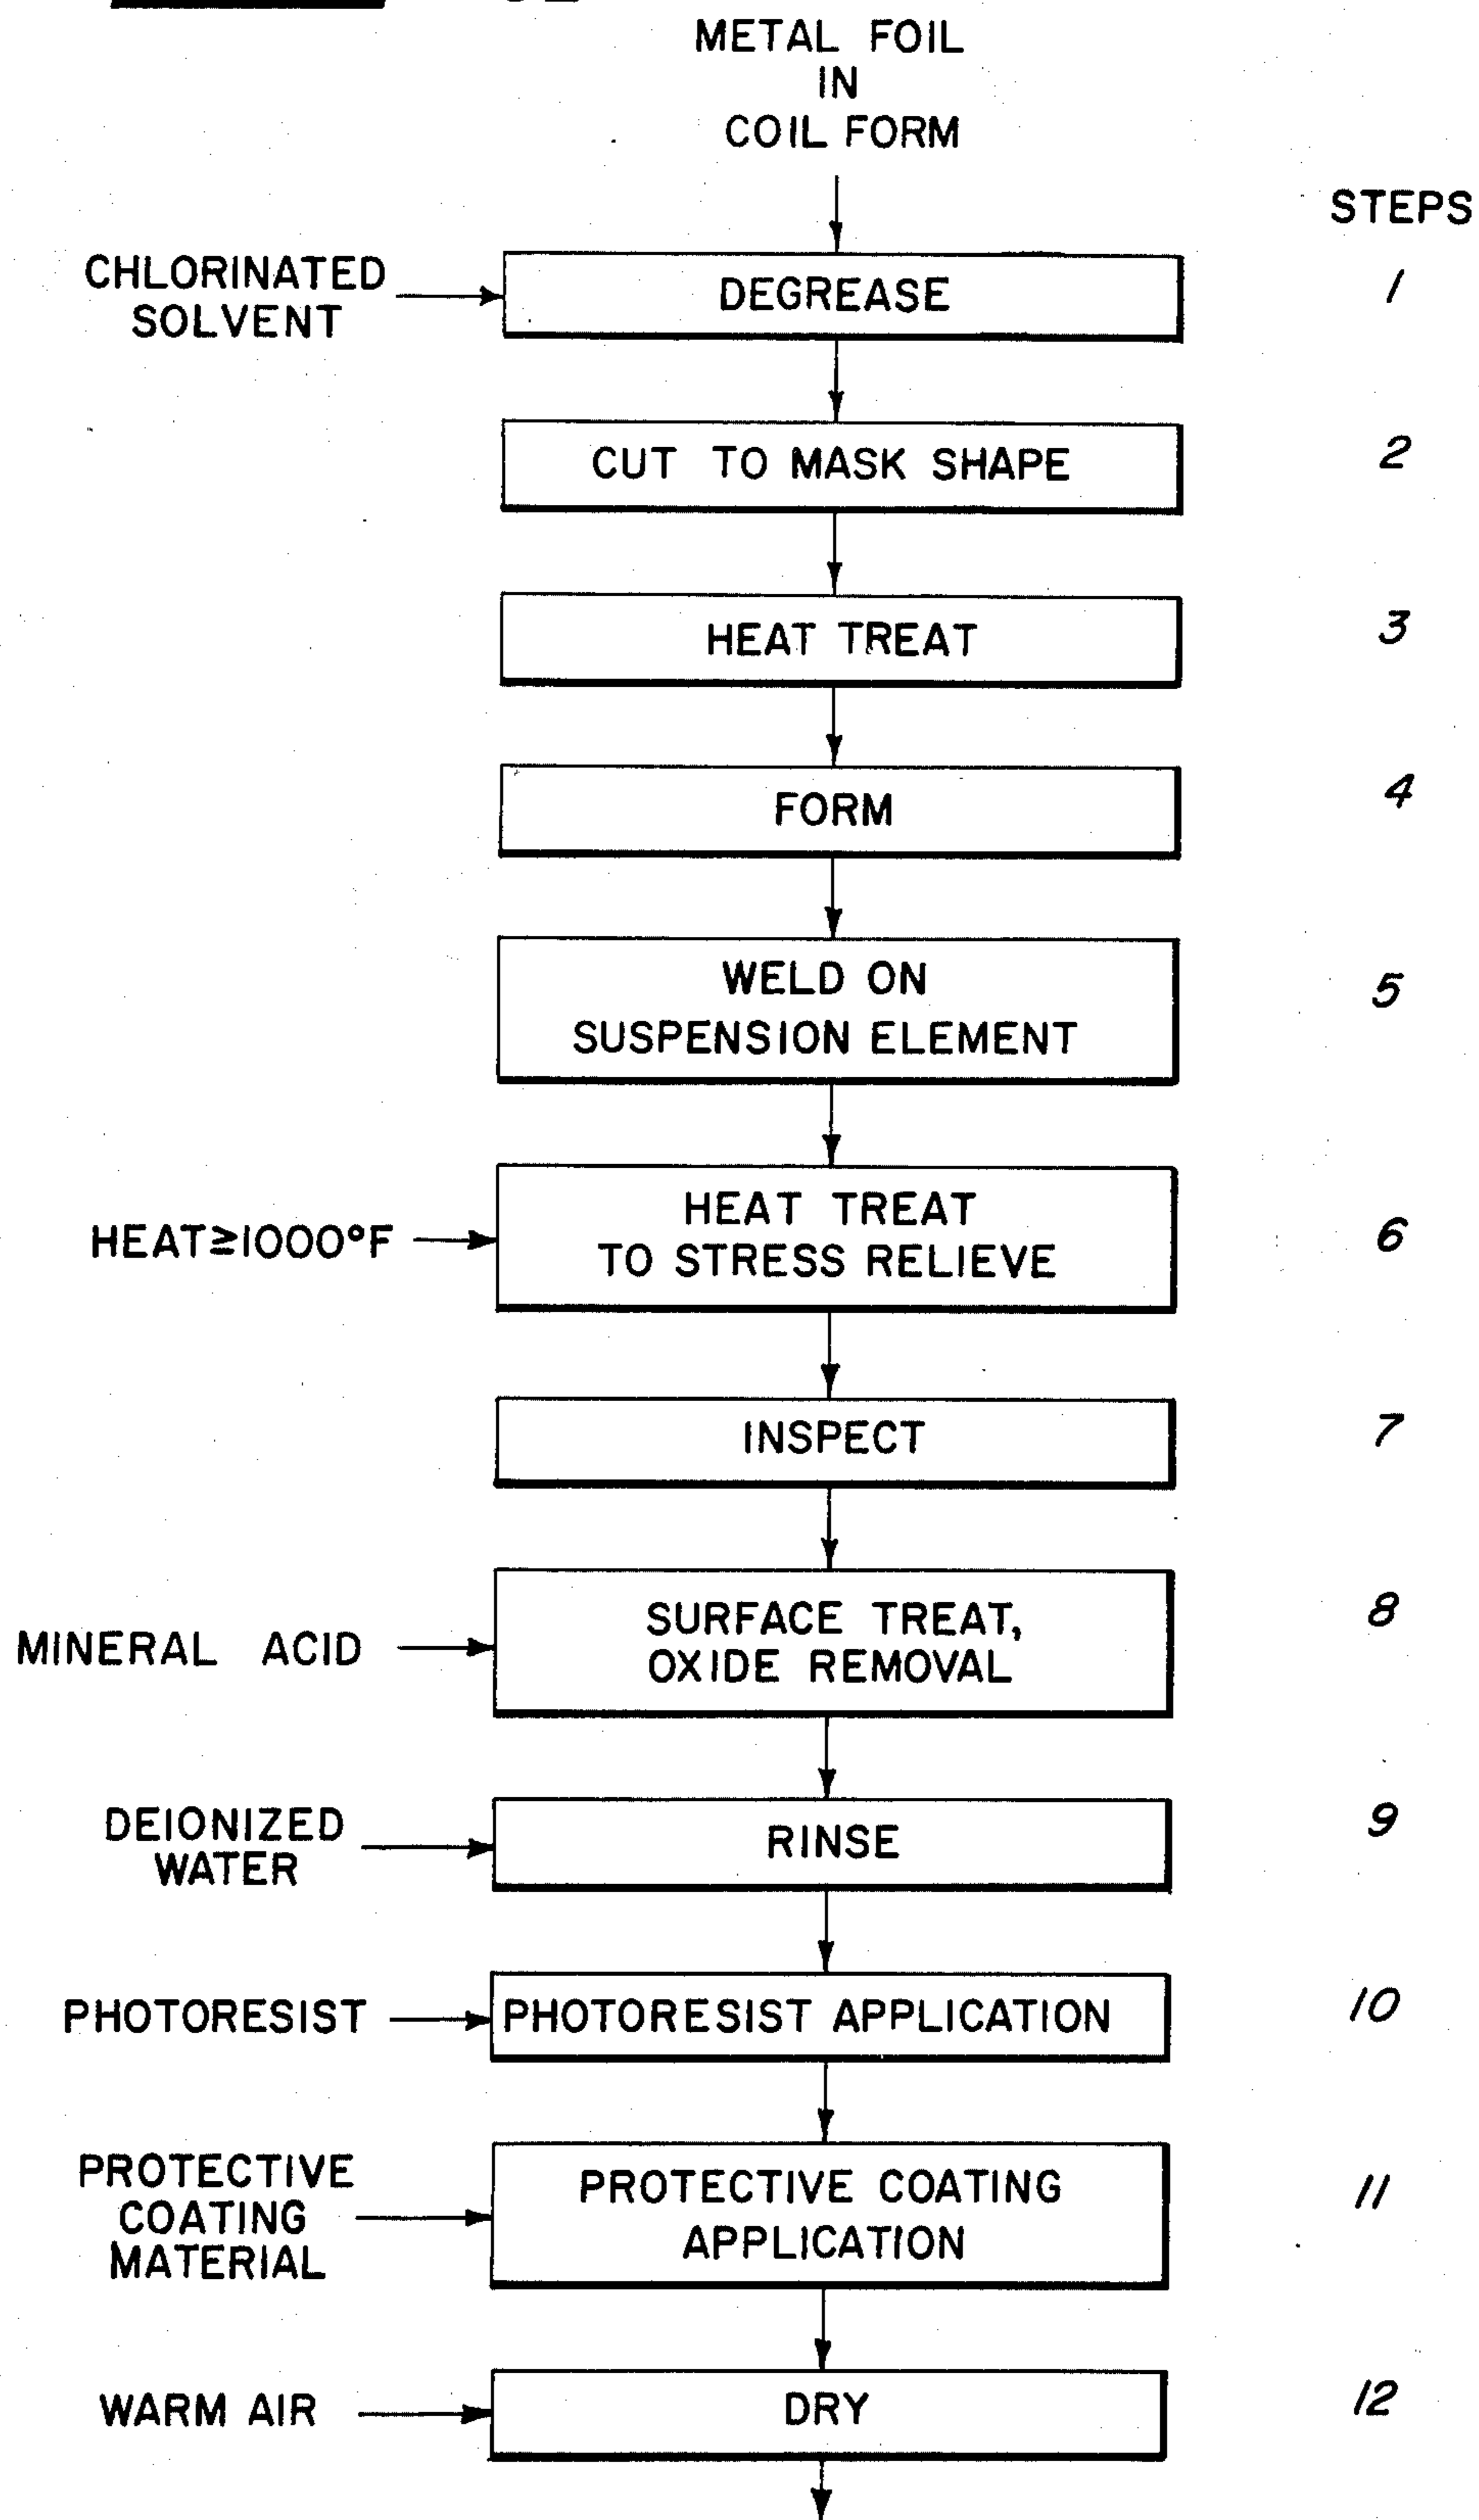 METAL FOIL
IN
COIL FORM
STEPS
CHLORINATED
SOLVENT
DEGREASE
1
CUT TO MASK SHAPE
2
HEAT TREAT
3
FORM
4
WELD ON
SUSPENSION ELEMENT
5
HEAT≥1000°F
HEAT TREAT
TO STRESS RELIEVE
6
INSPECT
7
MINERAL ACID
SURFACE TREAT,
OXIDE REMOVAL
8
DEIONIZED
WATER
RINSE
9
PHOTORESIST
PHOTORESIST APPLICATION
10
PROTECTIVE
COATING
MATERIAL
PROTECTIVE COATING
APPLICATION
11
WARM AIR
DRY
12